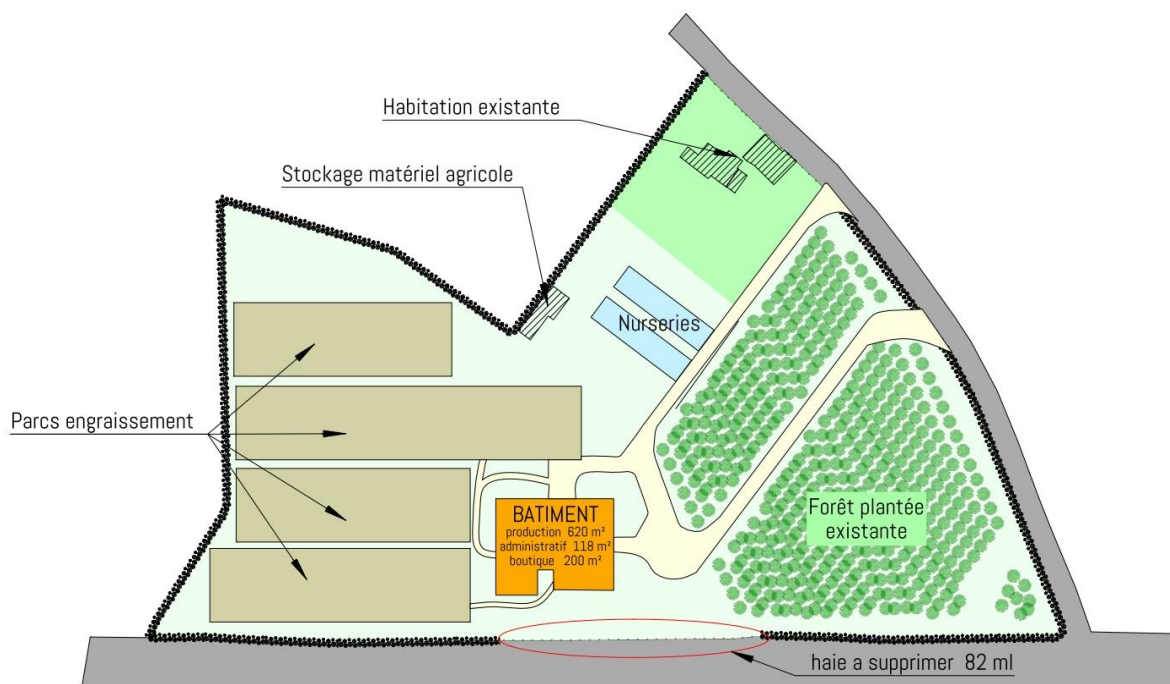 Habitation existante
Stockage matériel agricole
Nurseries
Parcs engraissement
BATIMENT
production 620 m²
administratif 118 m²
boutique 200 m²
Forêt plantée
existante
haie a supprimer 82 ml